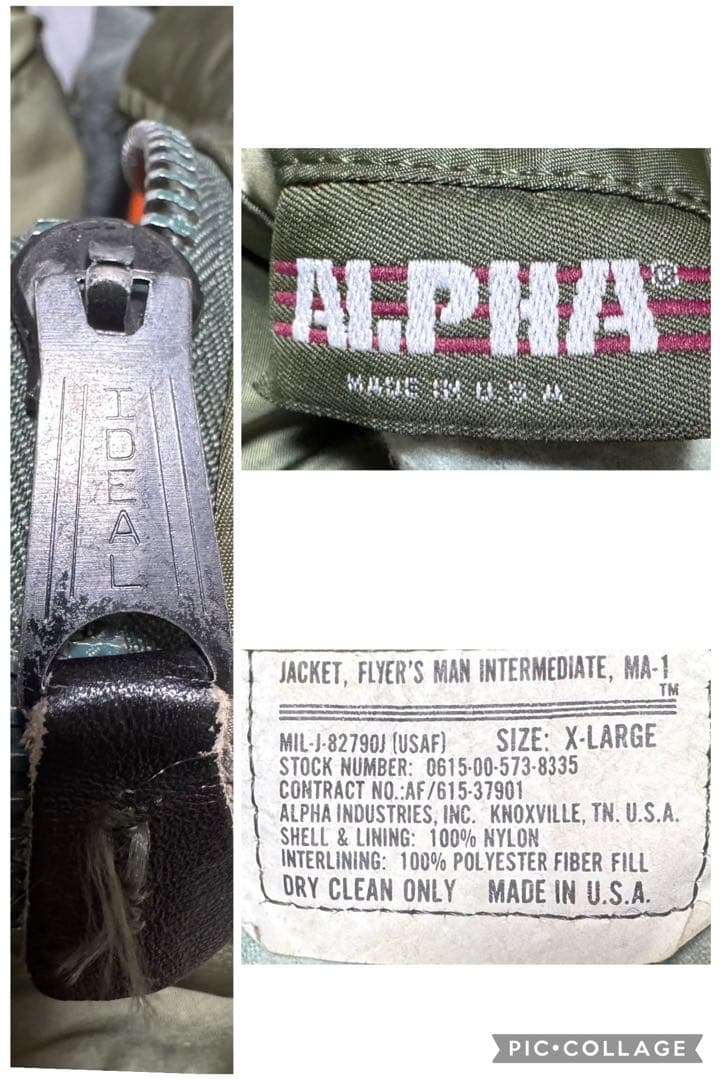 IDEAL
ALPHA®
MADE IN U S A
JACKET, FLYER'S MAN INTERMEDIATE, MA-1
TM
MIL-J-8279OJ (USAF) SIZE: X-LARGE
STOCK NUMBER: 0615-00-573-8335
CONTRACT NO.:AF/615-37901
ALPHA INDUSTRIES, INC. KNOXVILLE, TN. U.S.A.
SHELL & LINING: 100% NYLON
INTERLINING: 100% POLYESTER FIBER FILL
DRY CLEAN ONLY MADE IN U.S.A.
PIC•COLLAGE